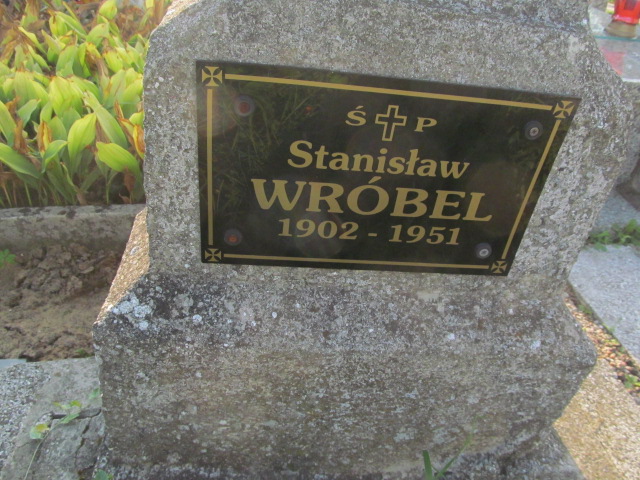 Ś P
Stanisław
WRÓBEL
1902 - 1951